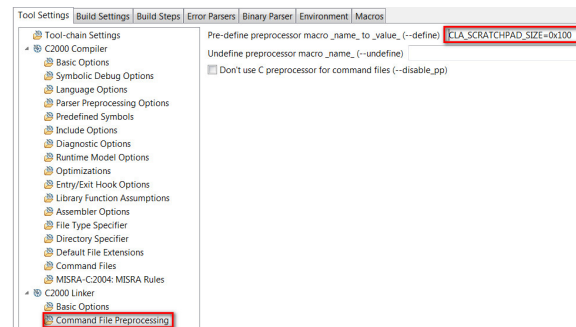 Tool Settings Build Settings Build Steps Error Parsers Binary Parser Environment Macros
Tool-chain Settings
C2000 Compiler
Basic Options
Symbolic Debug Options
Language Options
Parser Preprocessing Options
Predefined Symbols
Include Options
Diagnostic Options
Runtime Model Options
Optimizations
Entry/Exit Hook Options
Library Function Assumptions
Assembler Options
File Type Specifier
Directory Specifier
Default File Extensions
Command Files
MISRA-C:2004: MISRA Rules
C2000 Linker
Basic Options
Command File Preprocessing
Pre-define preprocessor macro _name_ to _value_ (--define) CLA_SCRATCHPAD_SIZE=0x100
Undefine preprocessor macro _name_ (--undefine)
Don't use C preprocessor for command files (--disable_pp)